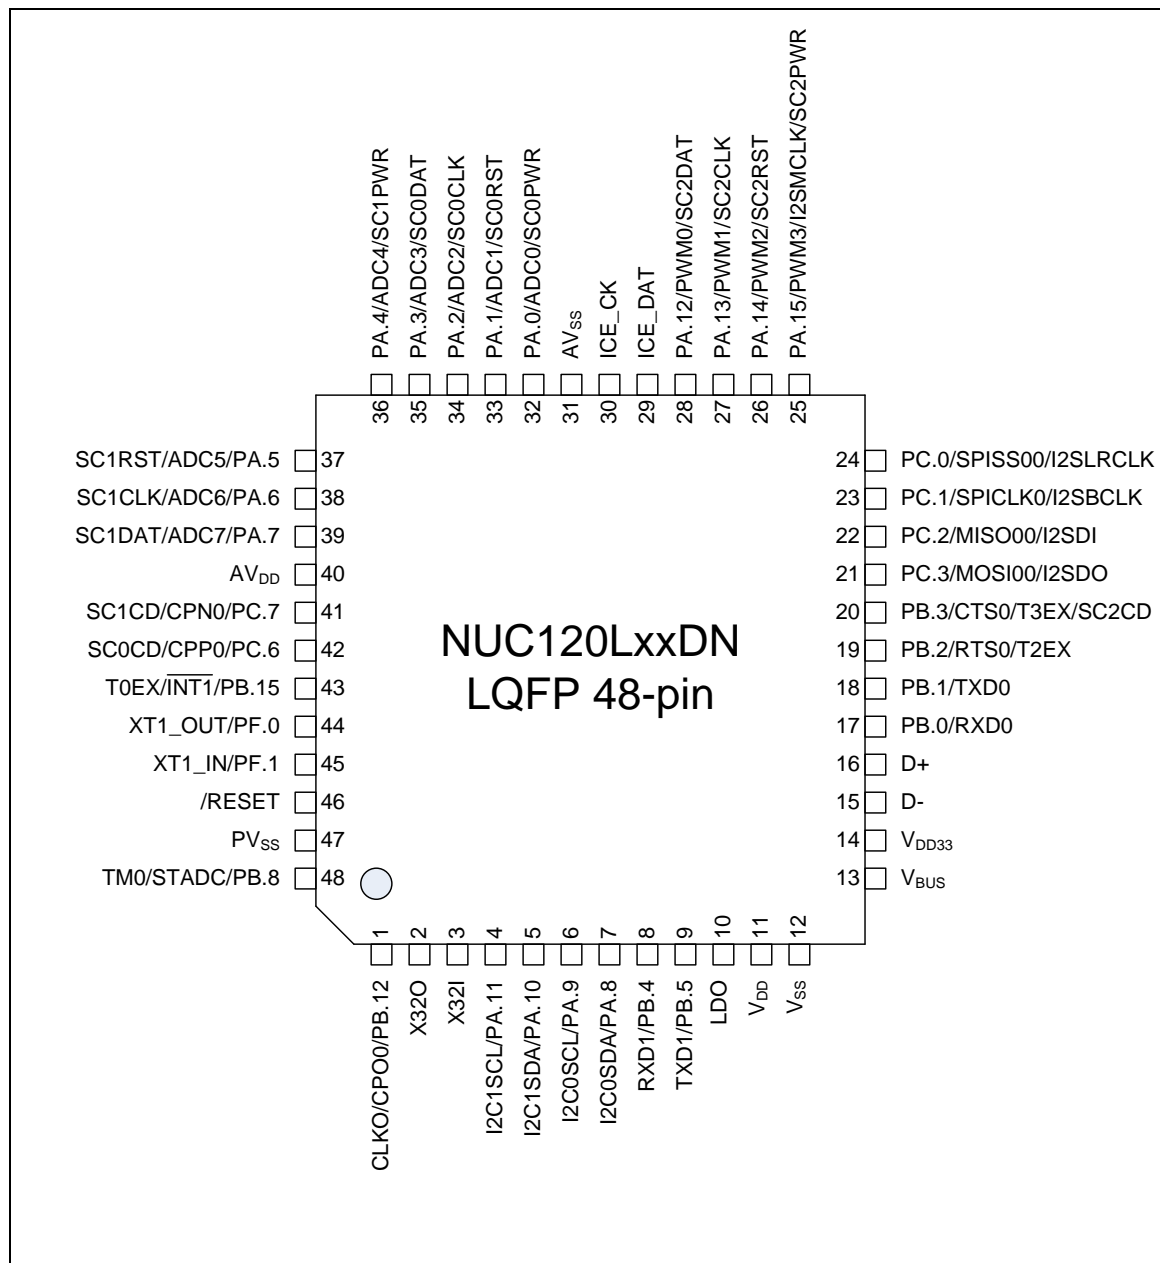 PA.4/ADC4/SC1PWR
PA.3/ADC3/SC0DAT
PA.2/ADC2/SC0CLK
PA.1/ADC1/SC0RST
PA.0/ADC0/SC0PWR
AVSS
ICE_CK
ICE_DAT
PA.12/PWM0/SC2DAT
PA.13/PWM1/SC2CLK
PA.14/PWM2/SC2RST
PA.15/PWM3/I2SMCLK/SC2PWR
36
35
34
33
32
31
30
29
28
27
26
25
SC1RST/ADC5/PA.5 37
SC1CLK/ADC6/PA.6 38
SC1DAT/ADC7/PA.7 39
AVDD 40
SC1CD/CPN0/PC.7 41
SC0CD/CPP0/PC.6 42
T0EX/INT1/PB.15 43
XT1_OUT/PF.0 44
XT1_IN/PF.1 45
/RESET 46
PVSS 47
TM0/STADC/PB.8 48
NUC120LxxDN
LQFP 48-pin
24 PC.0/SPISS00/I2SLRCLK
23 PC.1/SPICLK0/I2SBCLK
22 PC.2/MISO00/I2SDI
21 PC.3/MOSI00/I2SDO
20 PB.3/CTS0/T3EX/SC2CD
19 PB.2/RTS0/T2EX
18 PB.1/TXD0
17 PB.0/RXD0
16 D+
15 D-
14 VDD33
13 VBUS
1
2
3
4
5
6
7
8
9
10
11
12
CLKO/CPO0/PB.12
X32O
X32I
I2C1SCL/PA.11
I2C1SDA/PA.10
I2C0SCL/PA.9
I2C0SDA/PA.8
RXD1/PB.4
TXD1/PB.5
LDO
VDD
VSS